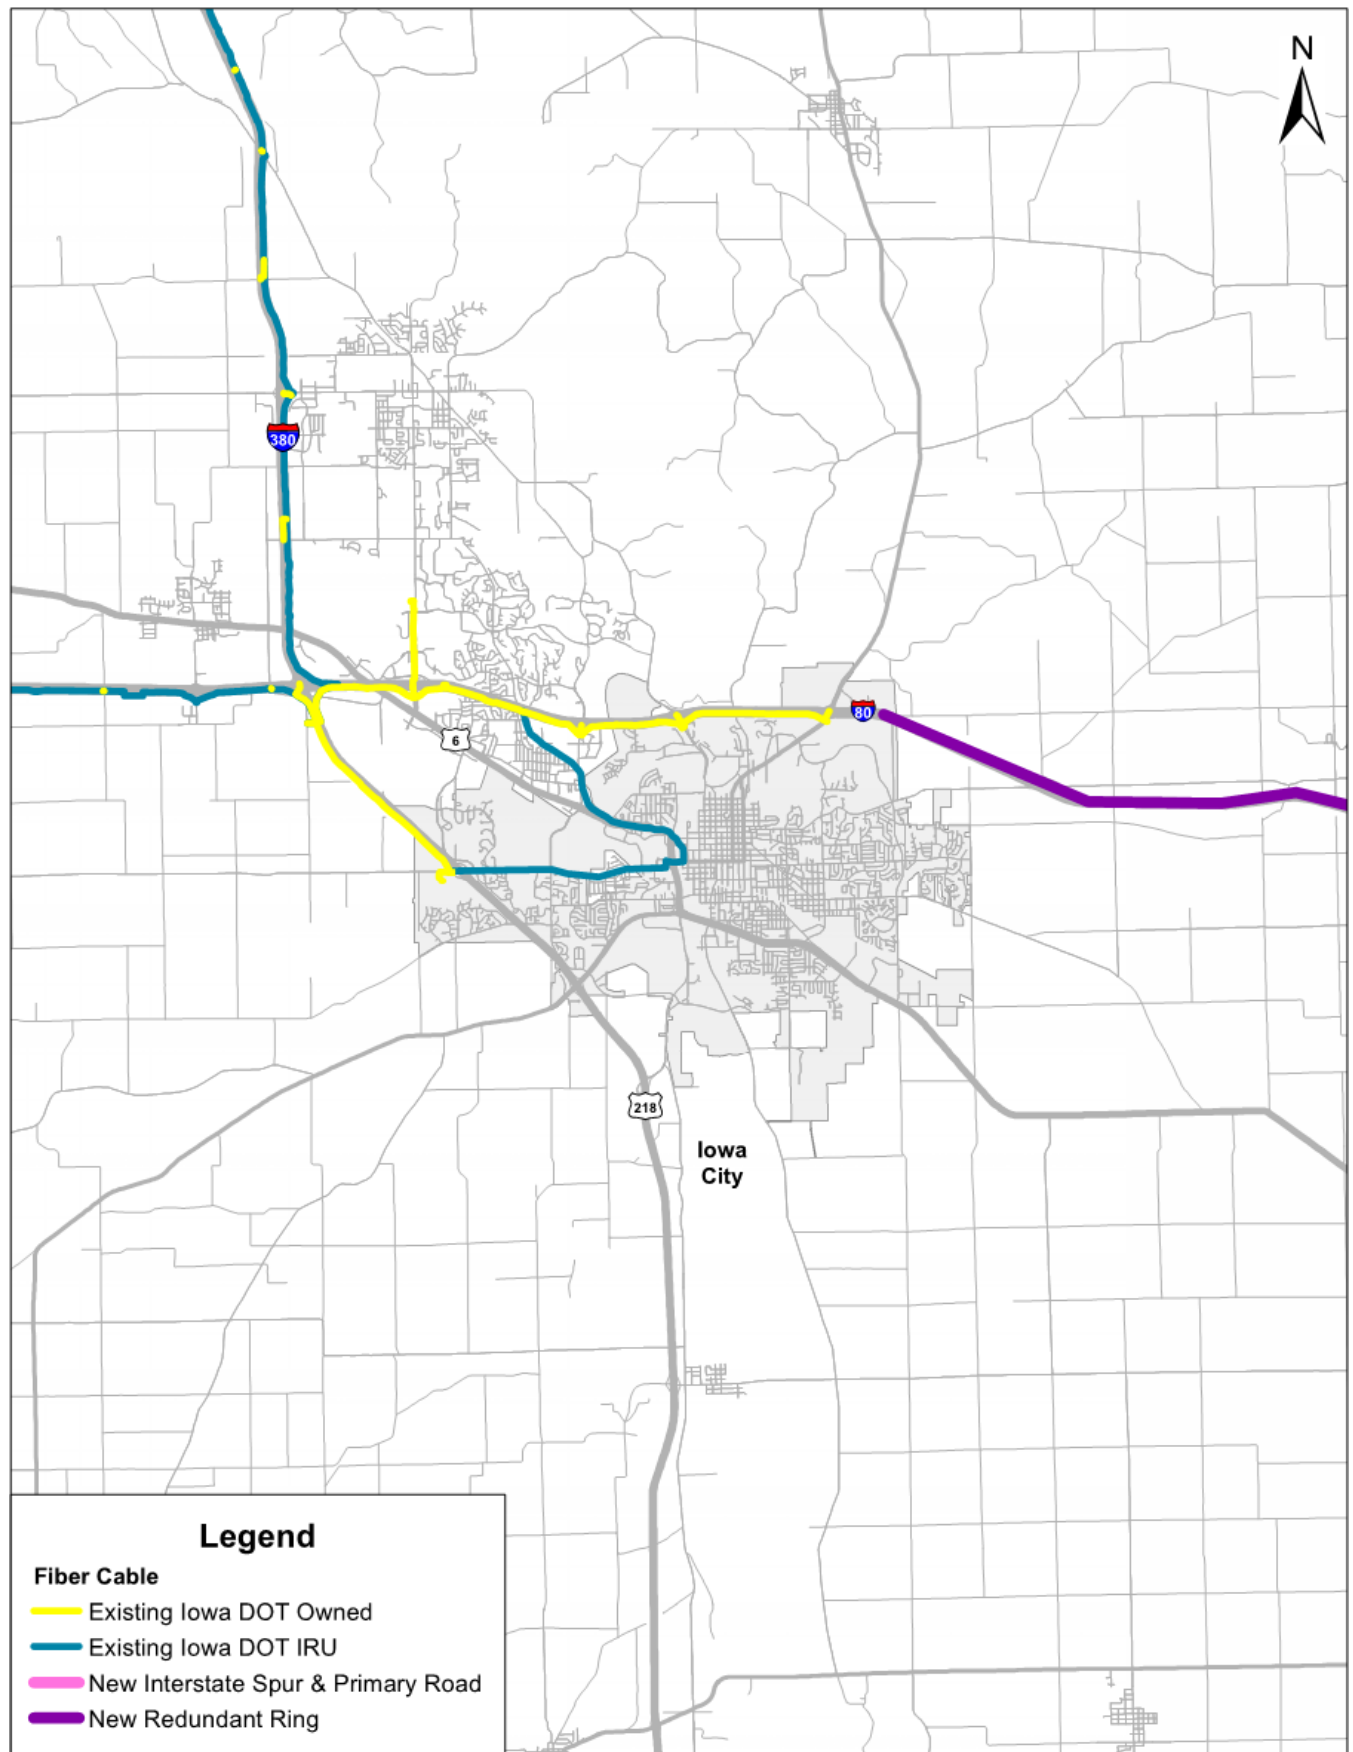 N
380
6
80
218
Iowa
City
Legend
Fiber Cable
Existing Iowa DOT Owned
Existing Iowa DOT IRU
New Interstate Spur & Primary Road
New Redundant Ring